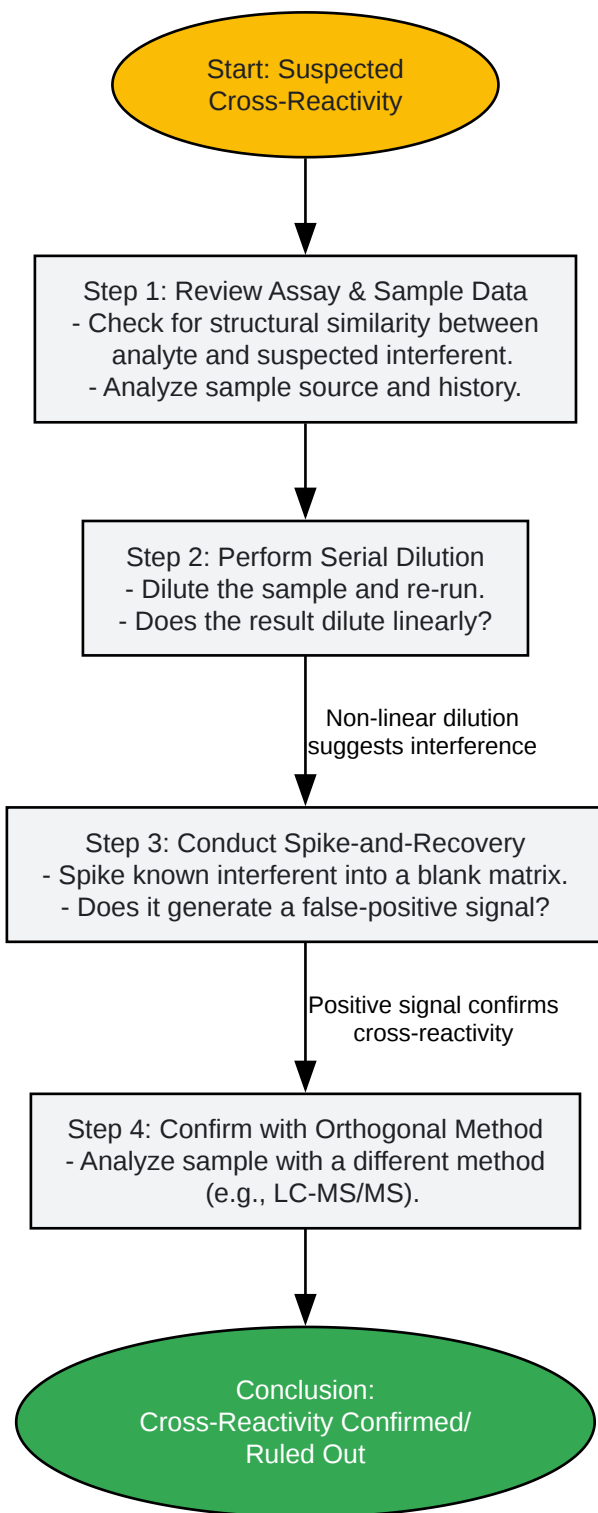 Start: Suspected
Cross-Reactivity
Step 1: Review Assay & Sample Data
- Check for structural similarity between
analyte and suspected interferent.
- Analyze sample source and history.
Step 2: Perform Serial Dilution
- Dilute the sample and re-run.
- Does the result dilute linearly?
Non-linear dilution
suggests interference
Step 3: Conduct Spike-and-Recovery
- Spike known interferent into a blank matrix.
- Does it generate a false-positive signal?
Positive signal confirms
cross-reactivity
Step 4: Confirm with Orthogonal Method
- Analyze sample with a different method
(e.g., LC-MS/MS).
Conclusion:
Cross-Reactivity Confirmed/
Ruled Out